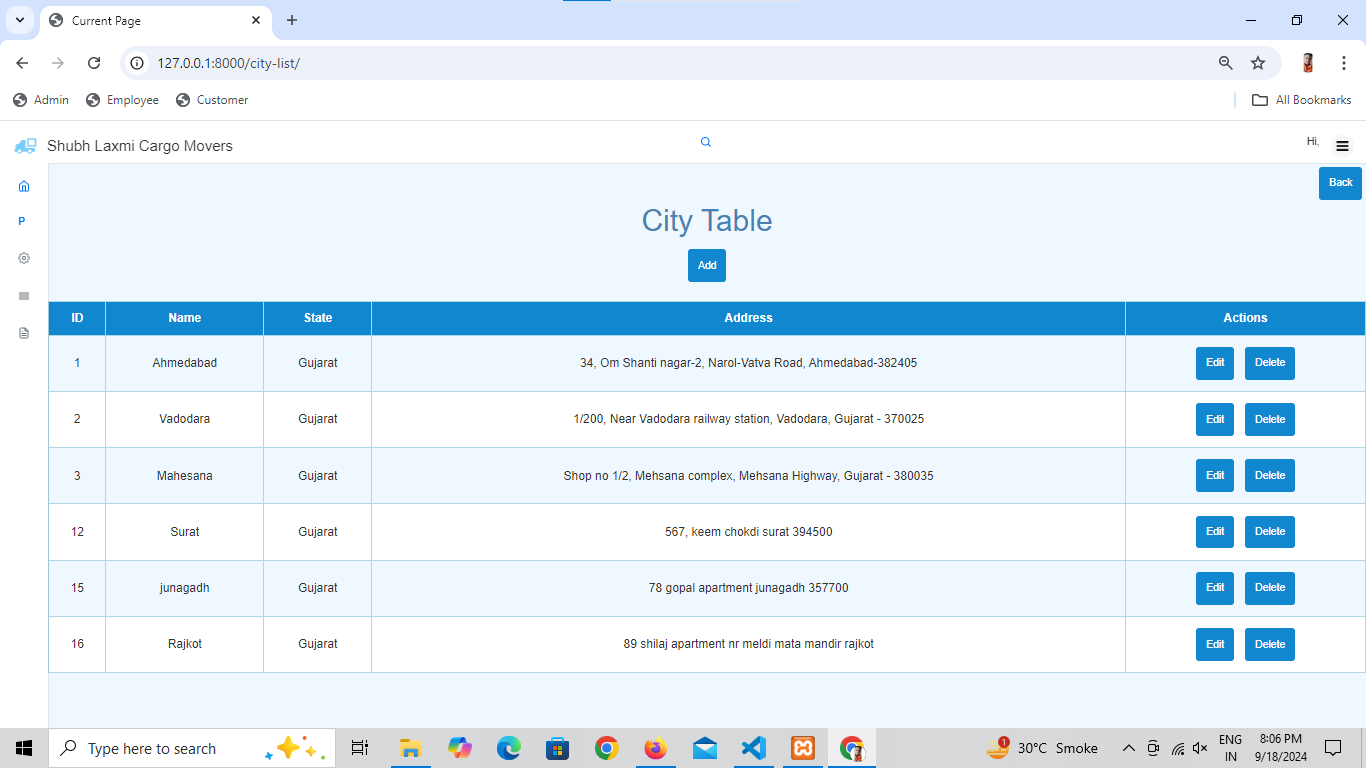 Current Page
127.0.0.1:8000/city-list/
Admin Employee Customer All Bookmarks
Shubh Laxmi Cargo Movers Hi,
Back
P
City Table
Add
ID Name State Address Actions
1 Ahmedabad Gujarat 34, Om Shanti nagar-2, Narol-Vatva Road, Ahmedabad-382405 Edit Delete
2 Vadodara Gujarat 1/200, Near Vadodara railway station, Vadodara, Gujarat - 370025 Edit Delete
3 Mahesana Gujarat Shop no 1/2, Mehsana complex, Mehsana Highway, Gujarat - 380035 Edit Delete
12 Surat Gujarat 567, keem chokdi surat 394500 Edit Delete
15 junagadh Gujarat 78 gopal apartment junagadh 357700 Edit Delete
16 Rajkot Gujarat 89 shilaj apartment nr meldi mata mandir rajkot Edit Delete
Type here to search 1 30°C Smoke ENG 8:06 PM
IN 9/18/2024